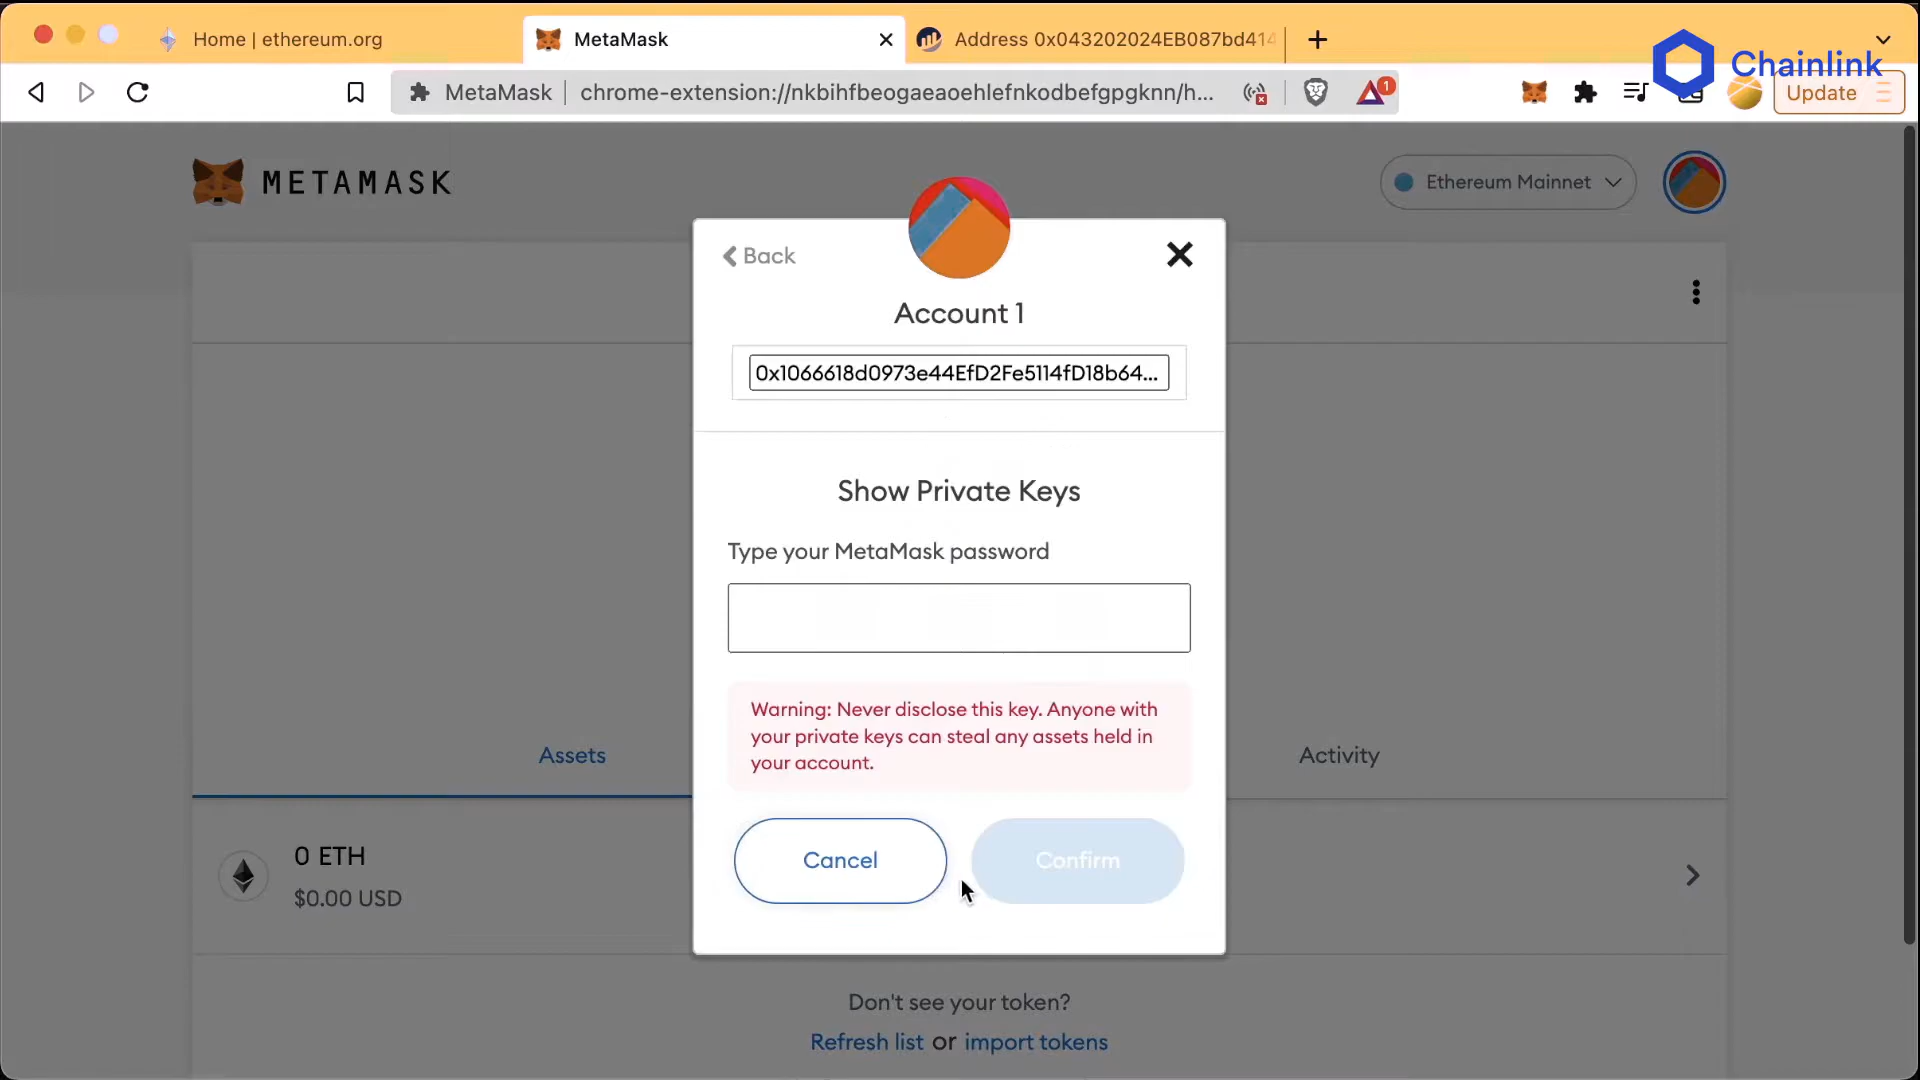 Home | ethereum.org
MetaMask
Address 0x043202024EB087bd414
Chainlink
MetaMask
chrome-extension://nkbihfbeogaeaoehlefnkodbefgpgknn/h...
1
Update
METAMASK
Ethereum Mainnet
Back
Account 1
0x1066618d0973e44EfD2Fe5114fD18b64...
Show Private Keys
Type your MetaMask password
Warning: Never disclose this key. Anyone with
your private keys can steal any assets held in
your account.
Assets
Activity
Cancel
Confirm
0 ETH
$0.00 USD
Don't see your token?
Refresh list or import tokens